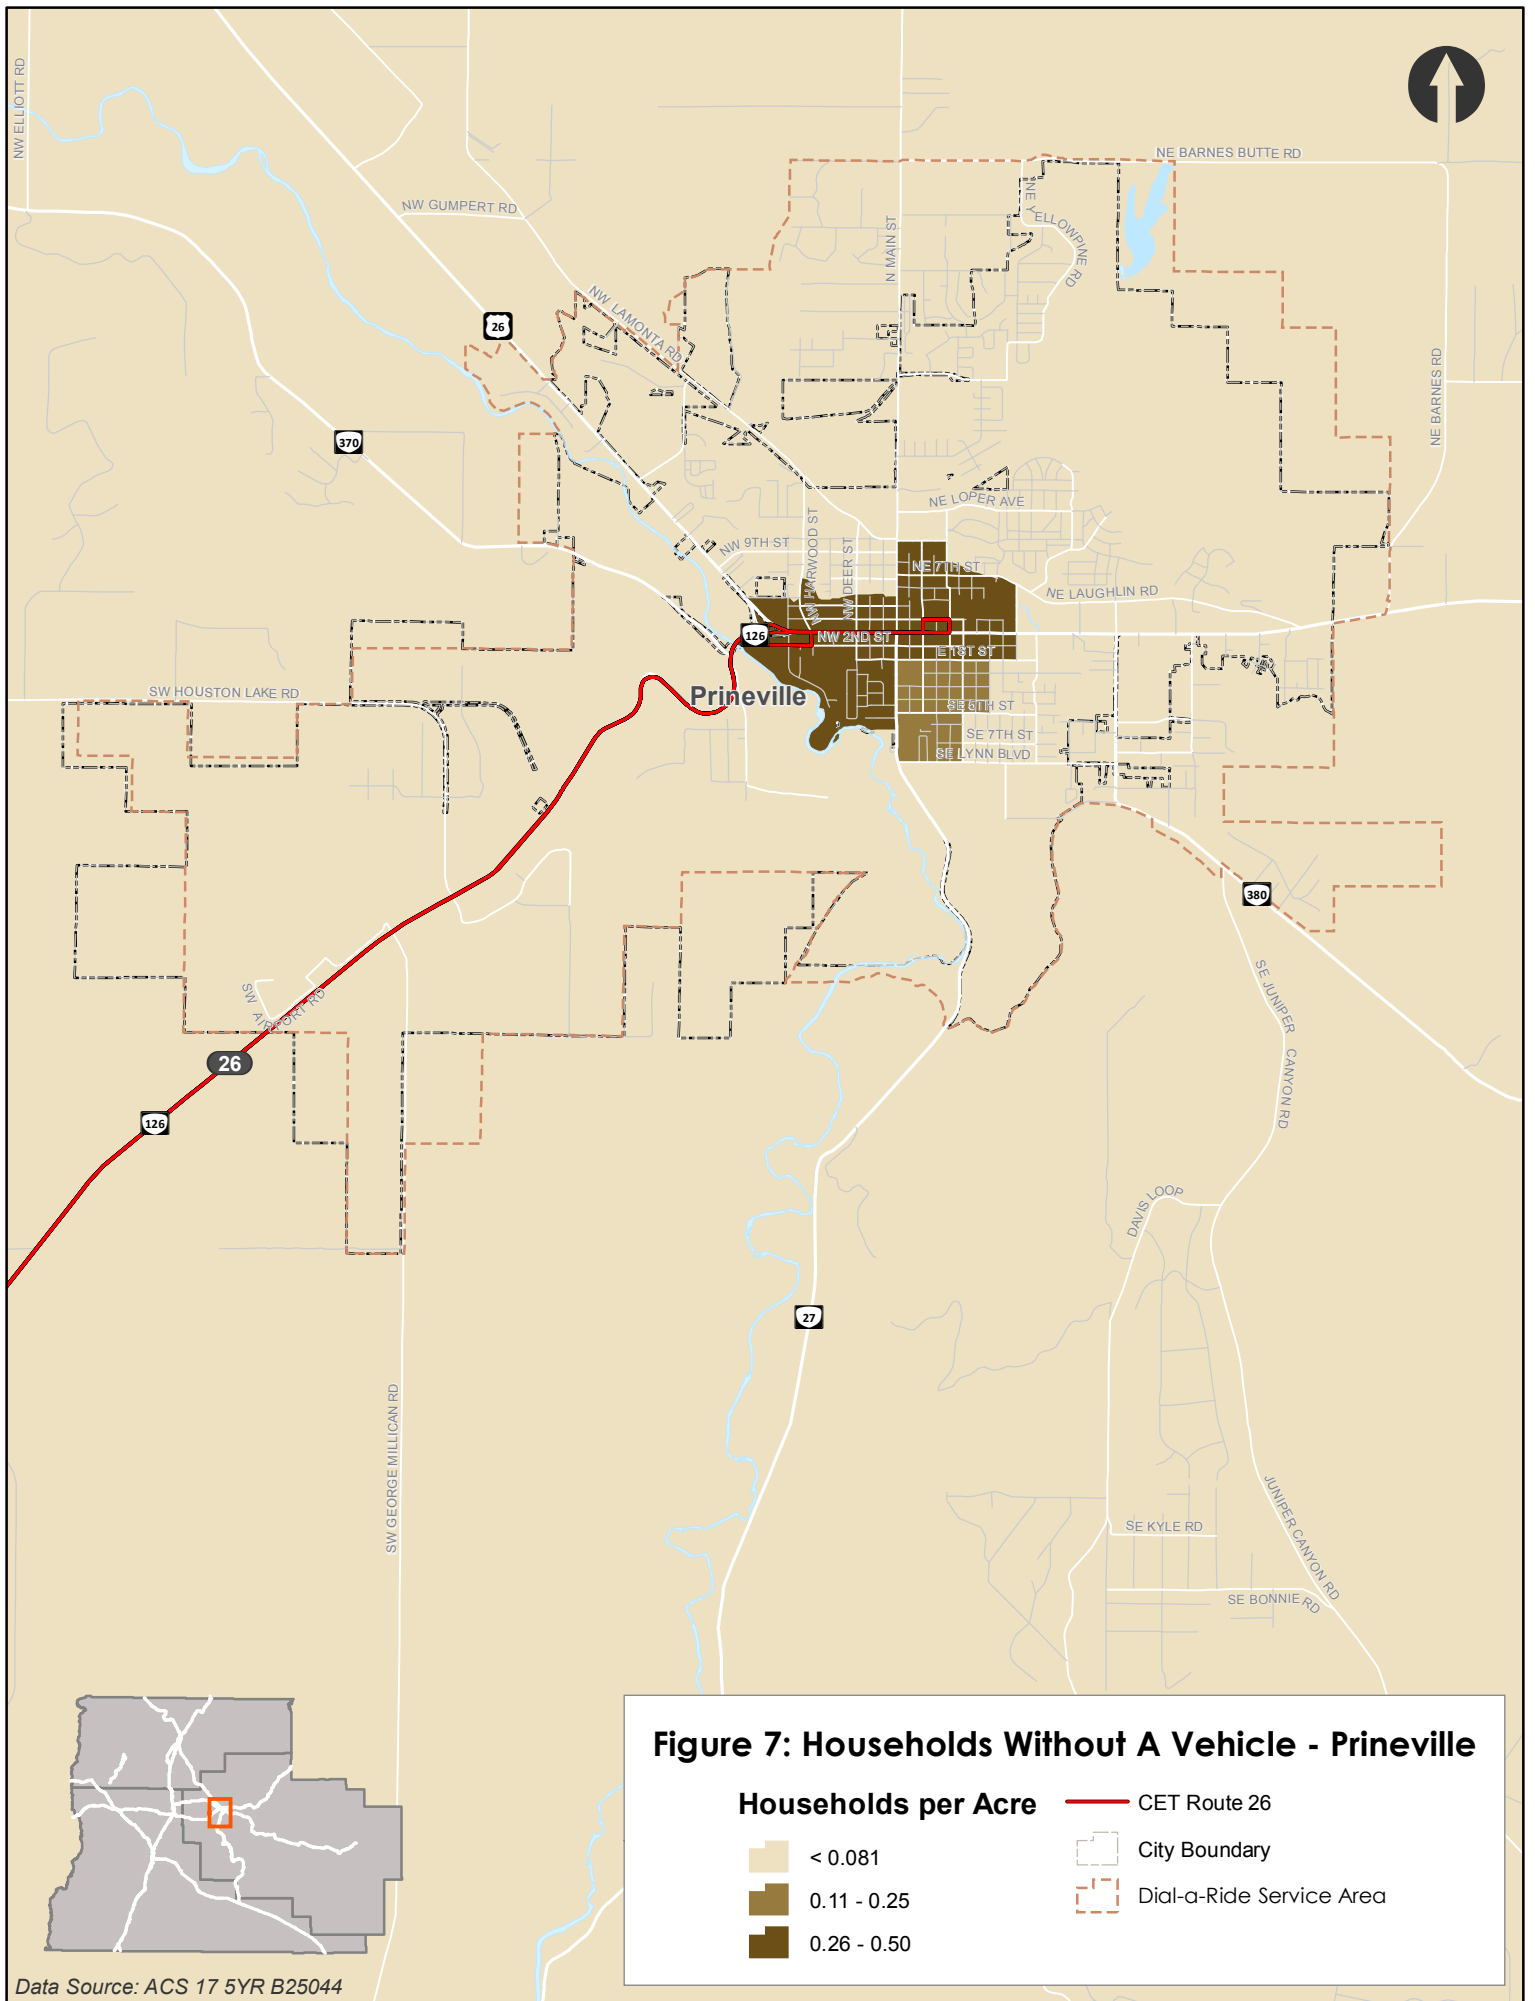 NW ELLIOTT RD
NE BARNES BUTTE RD
NW GUMPERT RD
N MAIN ST
NE YELLOWPINE RD
NW LAMONTA RD
26
NE BARNES RD
370
NE LOPER AVE
NW HARWOOD ST
NW 9TH ST
NW DEER ST
NE 7TH ST
NE LAUGHLIN RD
126
NW 2ND ST
E 1ST ST
SW HOUSTON LAKE RD
Prineville
SE 5TH ST
SE 7TH ST
SE LYNN BLVD
380
SW AIRPORT RD
SE JUNIPER CANYON RD
26
126
DAVIS LOOP
27
SW GEORGE MILLICAN RD
JUNIPER CANYON RD
SE KYLE RD
SE BONNIE RD
Figure 7: Households Without A Vehicle - Prineville
Households per Acre
< 0.081
0.11 - 0.25
0.26 - 0.50
CET Route 26
City Boundary
Dial-a-Ride Service Area
Data Source: ACS 17 5YR B25044